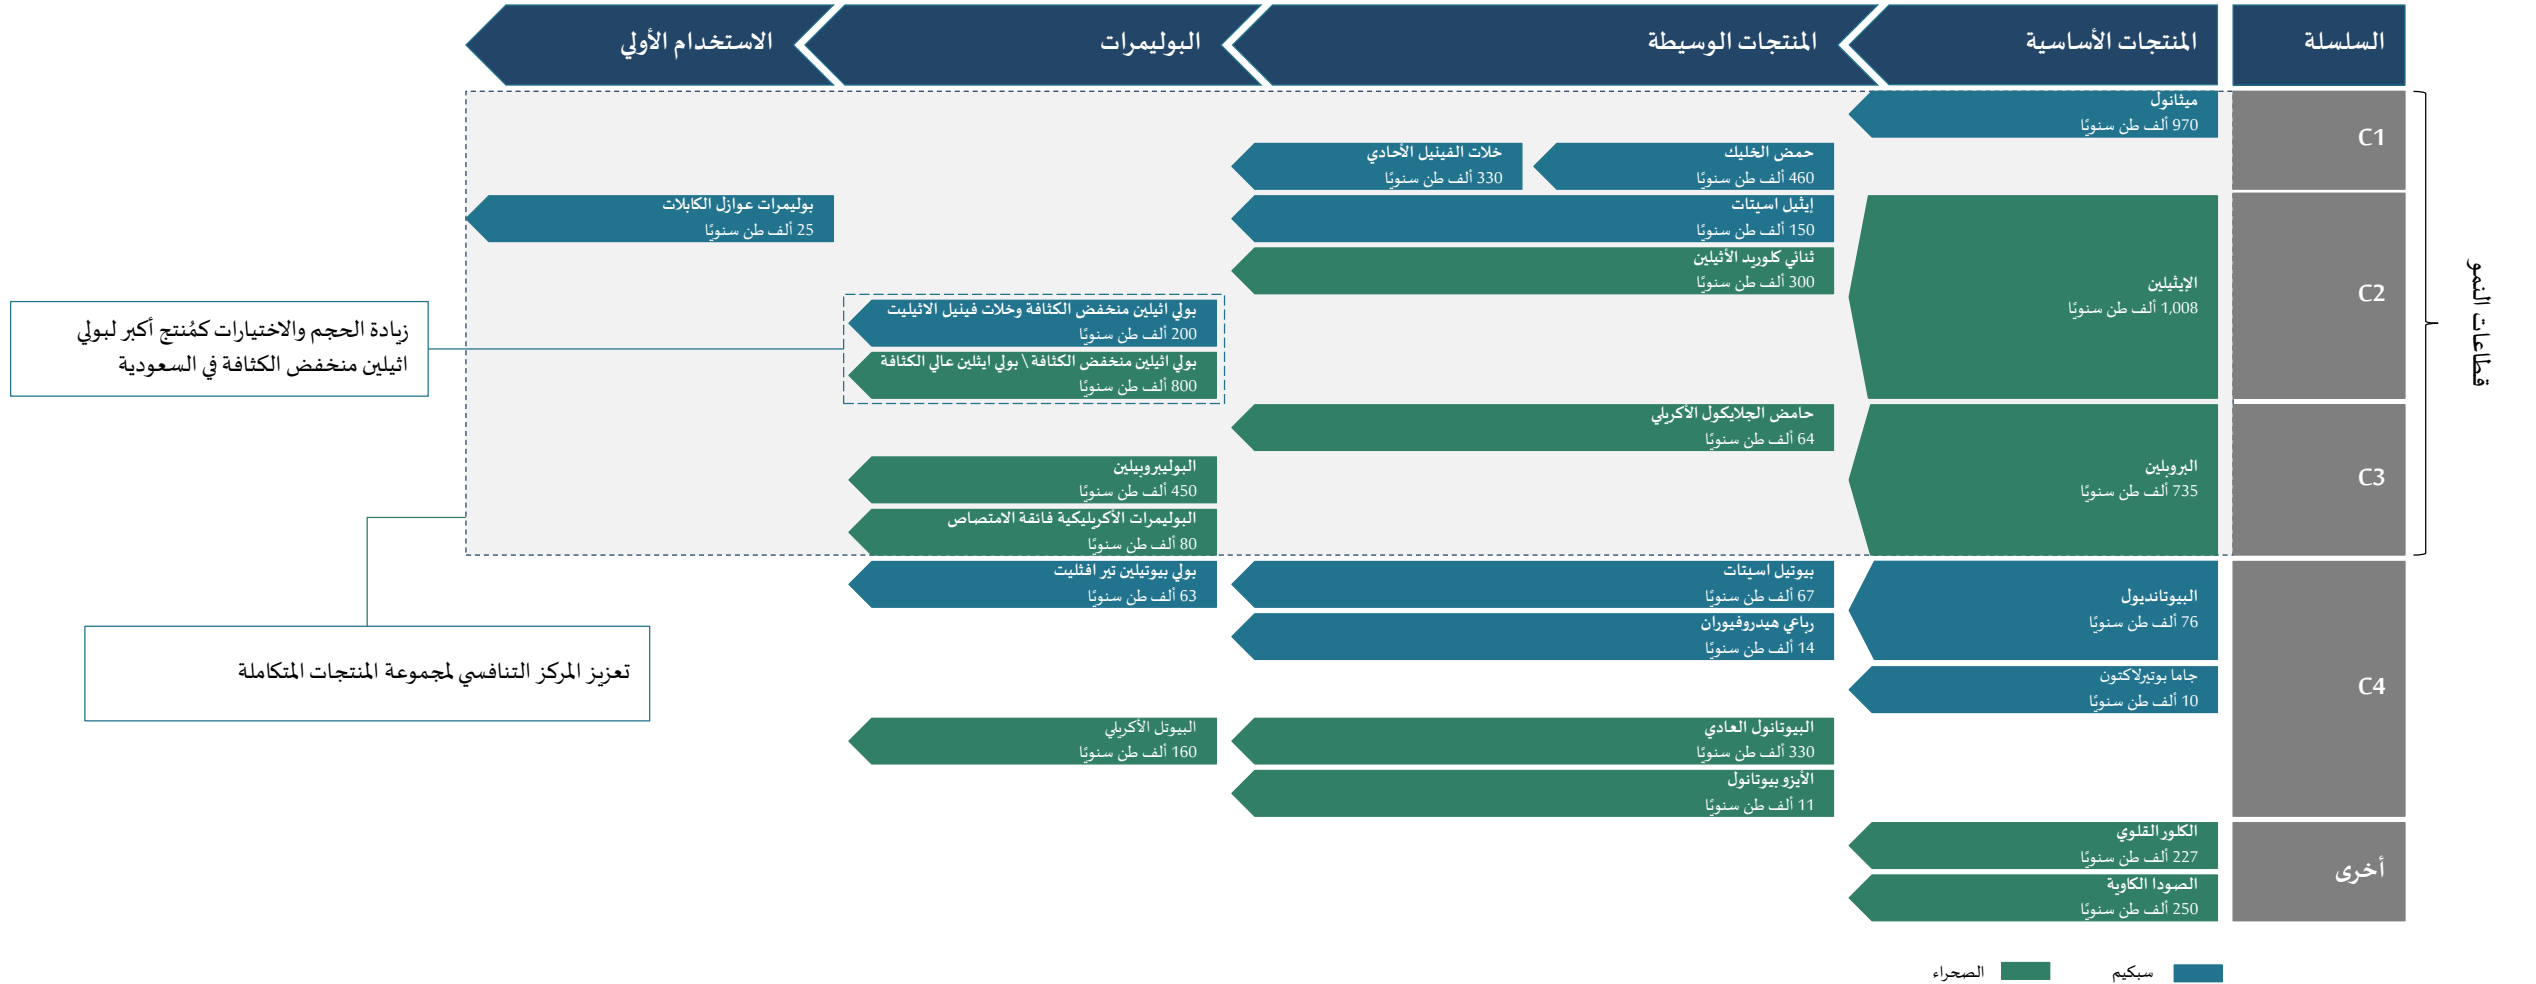 السلسلة
المنتجات الأساسية
المنتجات الوسيطة
البوليمرات
الاستخدام الأولي
قطاعات النمو
C1
ميثانول
970 ألف طن سنويًا
حمض الخليك
460 ألف طن سنويًا
خلات الفينيل الأحادي
330 ألف طن سنويًا
C2
الإيثيلين
1,008 ألف طن سنويًا
إيثيل اسيتات
150 ألف طن سنويًا
بوليمرات عوازل الكابلات
25 ألف طن سنويًا
ثنائي كلوريد الأثيلين
300 ألف طن سنويًا
بولي اثيلين منخفض الكثافة وخلات فينيل الاثيليت
200 ألف طن سنويًا
بولي اثيلين منخفض الكثافة \ بولي ايثلين عالي الكثافة
800 ألف طن سنويًا
زيادة الحجم والاختيارات كمُنتج أكبر لبولي
اثيلين منخفض الكثافة في السعودية
C3
البروبلين
735 ألف طن سنويًا
حامض الجلايكول الأكريلي
64 ألف طن سنويًا
البوليبروبيلين
450 ألف طن سنويًا
البوليمرات الأكريليكية فائقة الامتصاص
80 ألف طن سنويًا
تعزيز المركز التنافسي لمجموعة المنتجات المتكاملة
C4
البيوتانديول
76 ألف طن سنويًا
بيوتيل اسيتات
67 ألف طن سنويًا
بولي بيوتيلين تير افثليت
63 ألف طن سنويًا
رباعي هيدروفيوران
14 ألف طن سنويًا
جاما بوتيرلاكتون
10 ألف طن سنويًا
البيوتانول العادي
330 ألف طن سنويًا
البيوتل الأكريلي
160 ألف طن سنويًا
الأيزو بيوتانول
11 ألف طن سنويًا
أخرى
الكلور القلوي
227 ألف طن سنويًا
الصودا الكاوية
250 ألف طن سنويًا
سبكيم
الصحراء